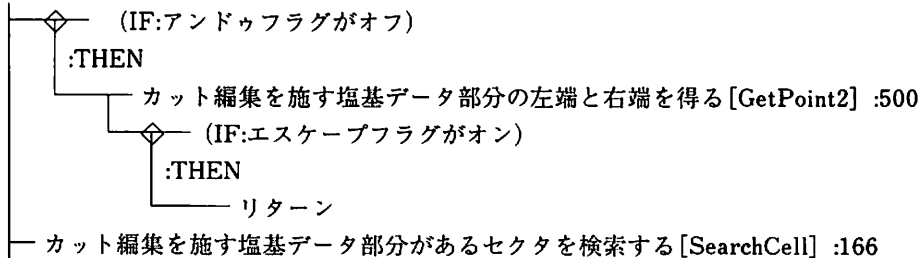 (IF:アンドゥフラグがオフ)
:THEN
カット編集を施す塩基データ部分の左端と右端を得る[GetPoint2] :500
(IF:エスケープフラグがオン)
:THEN
リターン
カット編集を施す塩基データ部分があるセクタを検索する[SearchCell] :166